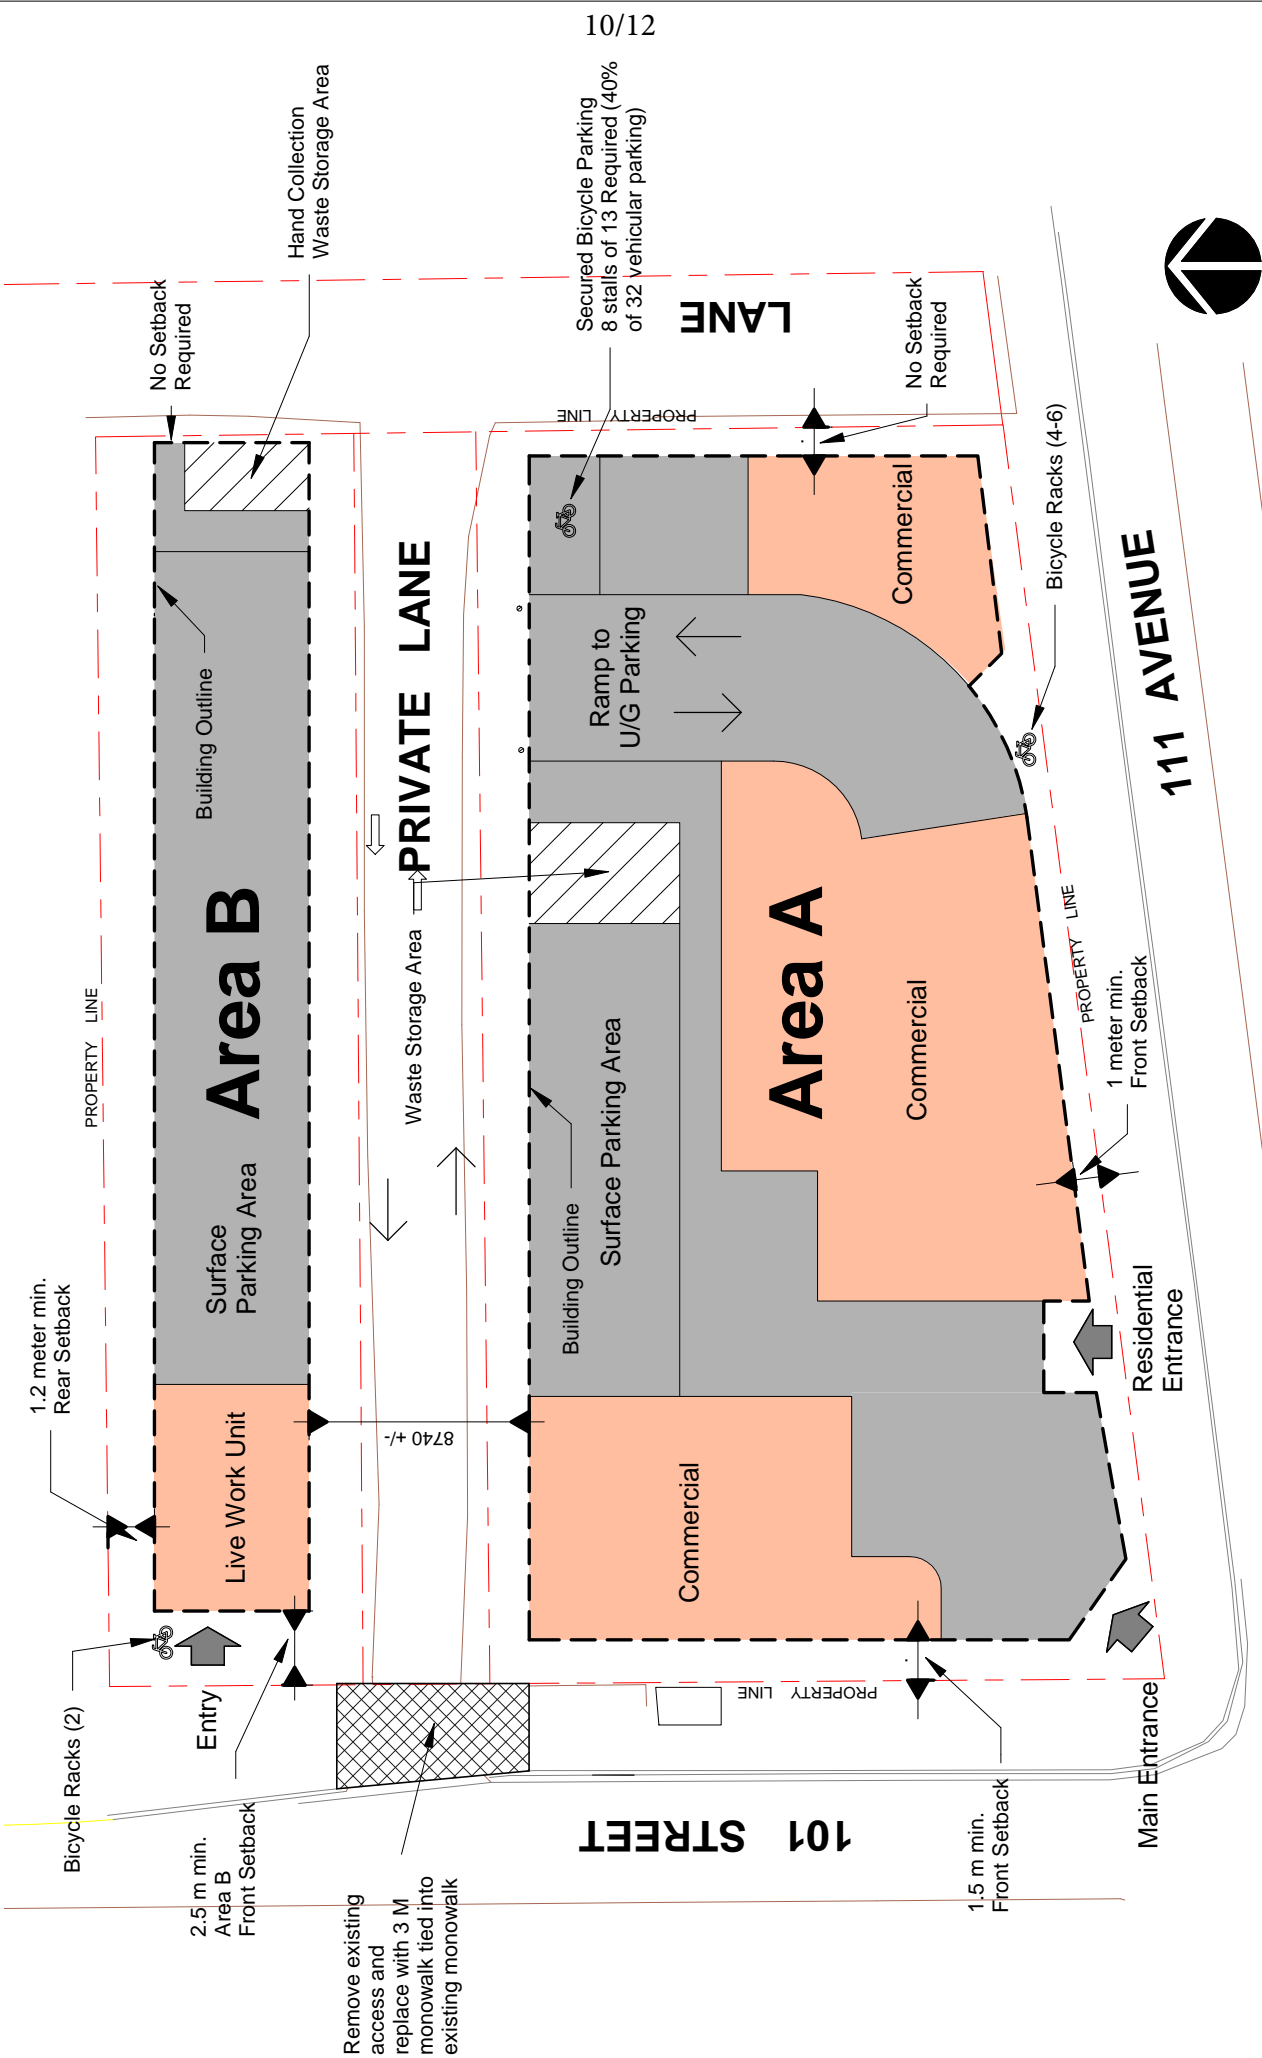 10/12
Hand Collection
Waste Storage Area
No Setback
Required
Secured Bicycle Parking
8 stalls of 13 Required (40%
of 32 vehicular parking)
LANE
No Setback
Required
PROPERTY LINE
Bicycle Racks (4-6)
Commercial
111 AVENUE
PRIVATE LANE
Ramp to
U/G Parking
Building Outline
Area B
PROPERTY LINE
Surface
Parking Area
Waste Storage Area
Area A
Commercial
Surface Parking Area
Building Outline
PROPERTY LINE
1 meter min.
Front Setback
Residential
Entrance
1.2 meter min.
Rear Setback
Live Work Unit
8740 +/-
Commercial
Bicycle Racks (2)
Entry
2.5 m min.
Area B
Front Setback
Remove existing
access and
replace with 3 M
monowalk tied into
existing monowalk
PROPERTY LINE
101 STREET
1.5 m min.
Front Setback
Main Entrance